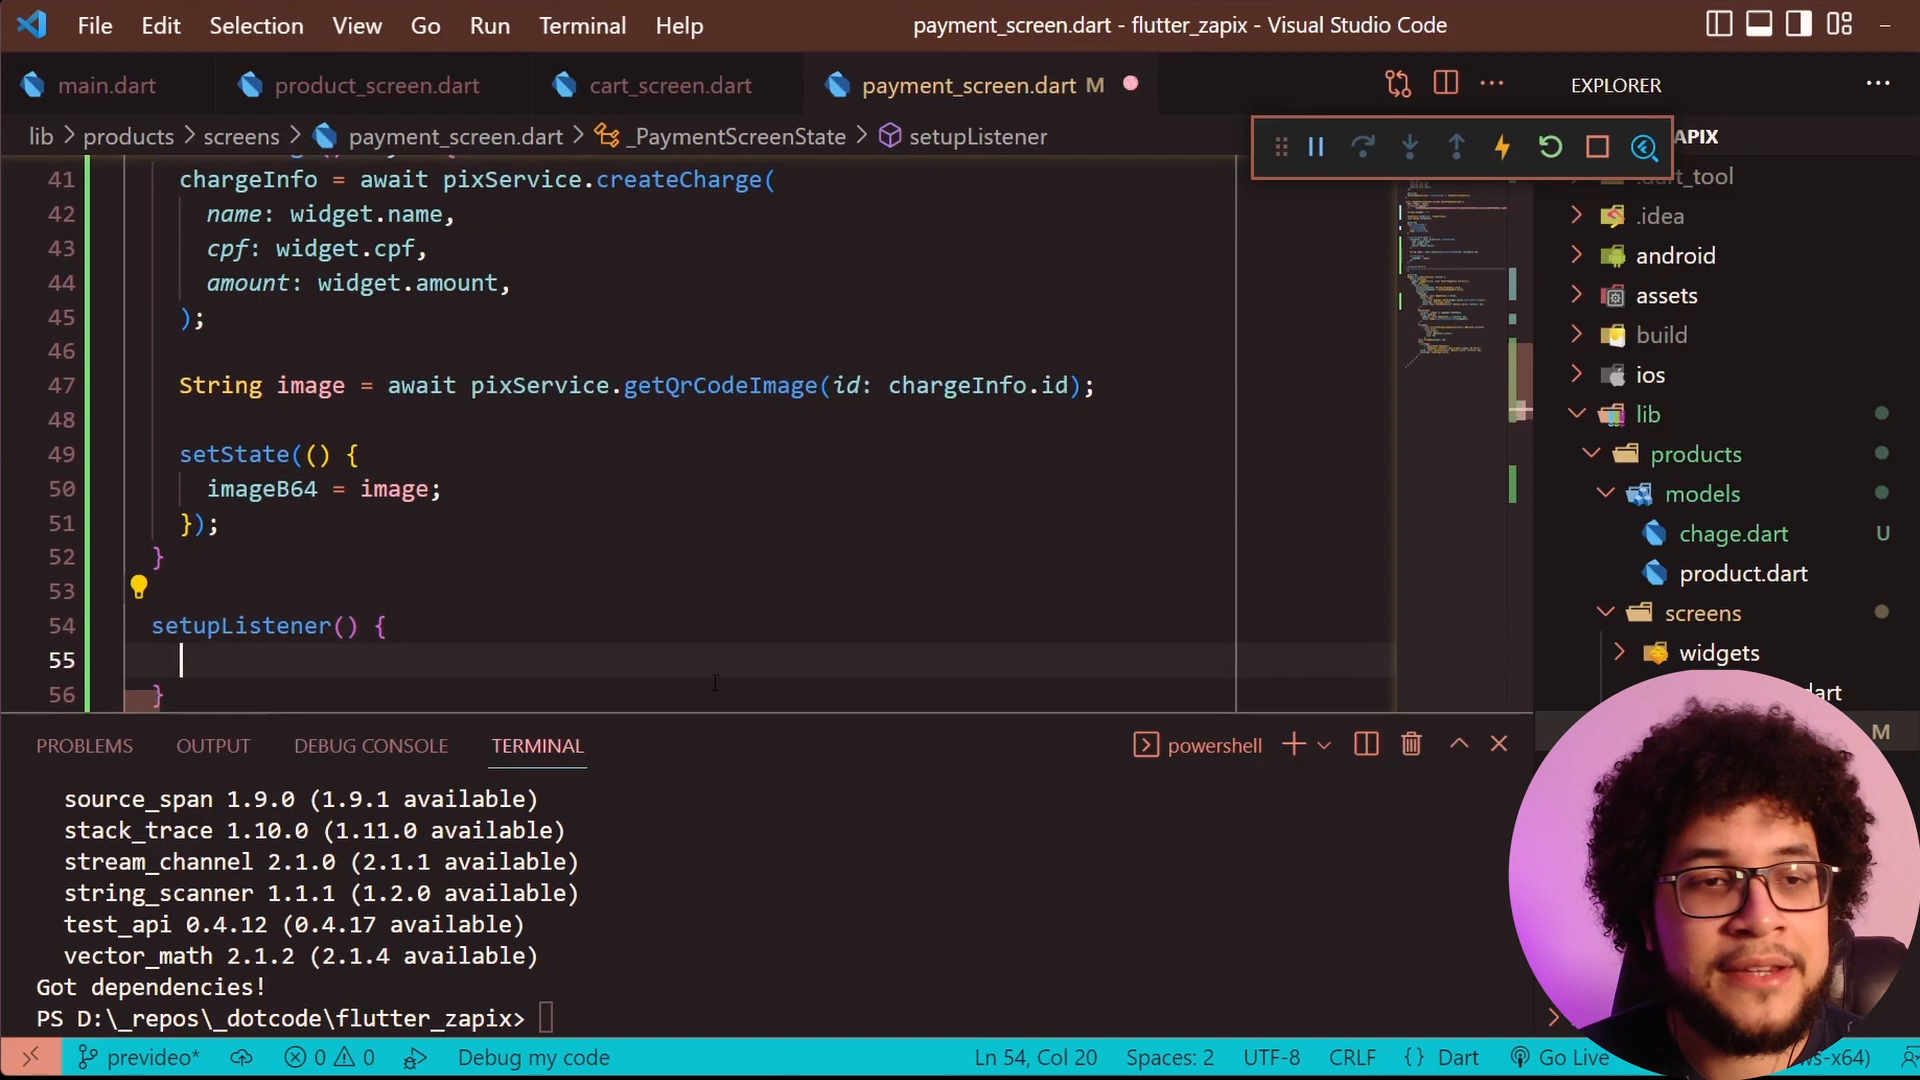 File Edit Selection View Go Run Terminal Help payment_screen.dart - flutter_zapix - Visual Studio Code
main.dart product_screen.dart cart_screen.dart payment_screen.dart M EXPLORER
lib > products > screens > payment_screen.dart > _PaymentScreenState > setupListener
APIX
41 chargeInfo = await pixService.createCharge(
42 name: widget.name,
43 cpf: widget.cpf,
44 amount: widget.amount,
45 );
46
47 String image = await pixService.getQrCodeImage(id: chargeInfo.id);
48
49 setState(() {
50 imageB64 = image;
51 });
52 }
53
54 setupListener() {
55
56 }
.dart_tool
.idea
android
assets
build
ios
lib
products
models
chage.dart U
product.dart
screens
widgets
M
PROBLEMS OUTPUT DEBUG CONSOLE TERMINAL powershell
source_span 1.9.0 (1.9.1 available)
stack_trace 1.10.0 (1.11.0 available)
stream_channel 2.1.0 (2.1.1 available)
string_scanner 1.1.1 (1.2.0 available)
test_api 0.4.12 (0.4.17 available)
vector_math 2.1.2 (2.1.4 available)
Got dependencies!
PS D:\_repos\_dotcode\flutter_zapix>
prevideo* 0 0 Debug my code Ln 54, Col 20 Spaces: 2 UTF-8 CRLF {} Dart Go Live